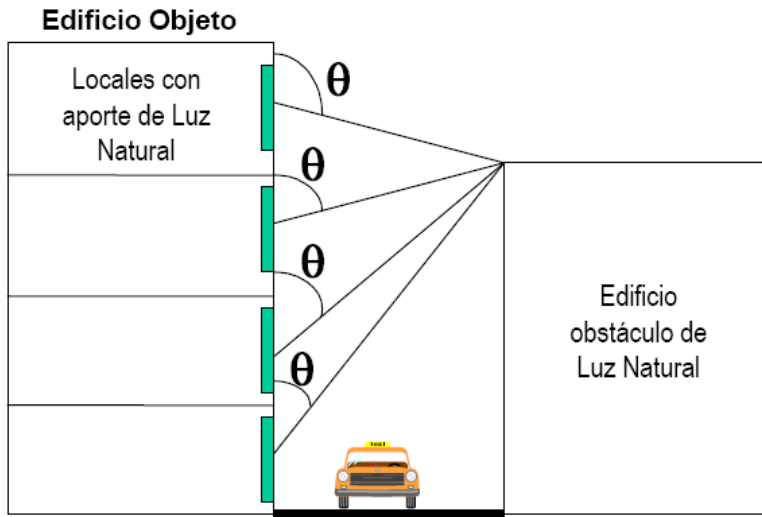 Edificio Objeto
Locales con
aporte de Luz
Natural
θ
θ
θ
θ
Edificio
obstáculo de
Luz Natural
TAXI